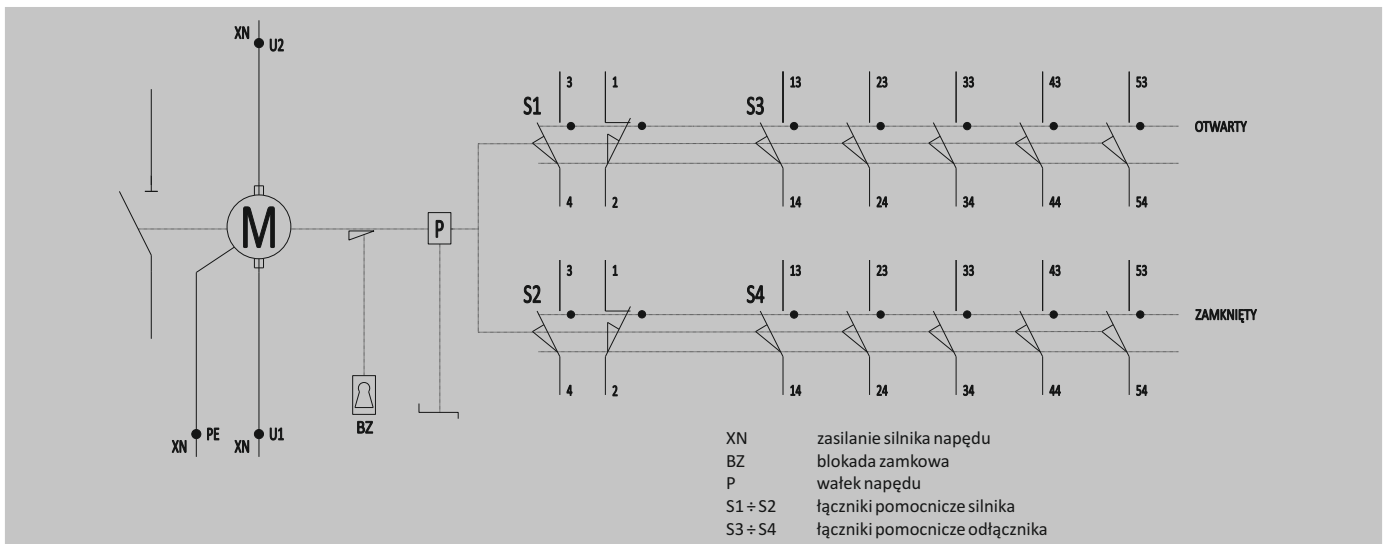 XN U2
3 1 13 23 33 43 53
S1 S3
OTWARTY
4 2 14 24 34 44 54
M P
3 1 13 23 33 43 53
S2 S4
ZAMKNIĘTY
4 2 14 24 34 44 54
BZ
XN PE XN U1
XN zasilanie silnika napędu
BZ blokada zamkowa
P wałek napędu
S1÷S2 łączniki pomocnicze silnika
S3÷S4 łączniki pomocnicze odłącznika